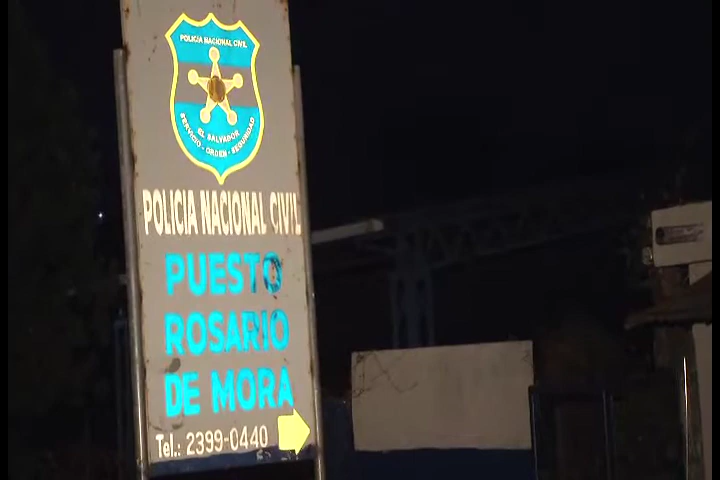 POLICIA NACIONAL CIVIL
EL SALVADOR
SERVICIO - ORDEN - SEGURIDAD
POLICIA NACIONAL CIVIL
PUESTO
ROSARIO
DE MORA
Tel.: 2399-0440